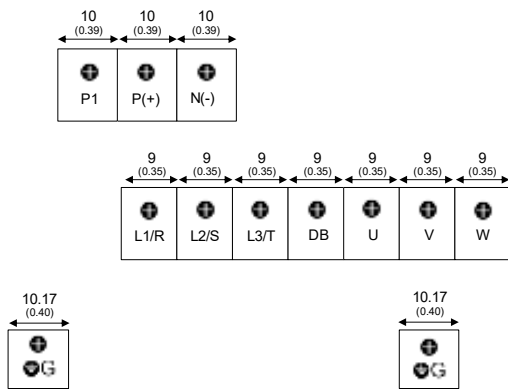 10 10 10
(0.39) (0.39) (0.39)
P1 P(+) N(-)
9 9 9 9 9 9 9
(0.35) (0.35) (0.35) (0.35) (0.35) (0.35) (0.35)
L1/R L2/S L3/T DB U V W
10.17 10.17
(0.40) (0.40)
G G